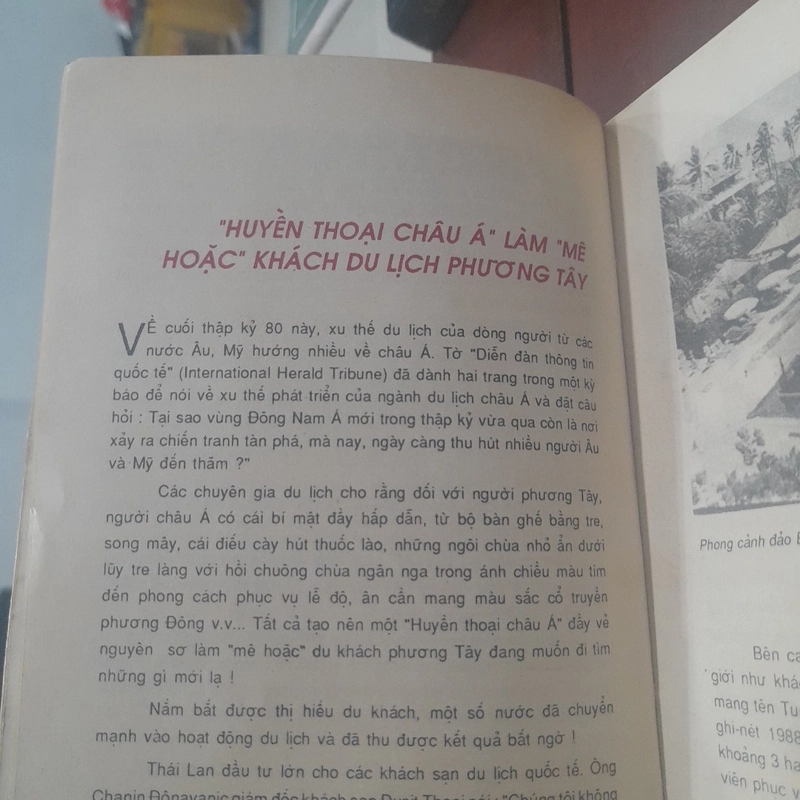 "HUYỀN THOẠI CHÂU Á" LÀM "MÊ
HOẶC" KHÁCH DU LỊCH PHƯƠNG TÂY
VỀ cuối thập kỷ 80 này, xu thế du lịch của dòng người từ các
nước Âu, Mỹ hướng nhiều về châu Á. Tờ "Diễn đàn thông tin
quốc tế" (International Herald Tribune) đã dành hai trang trong một kỳ
báo để nói về xu thế phát triển của ngành du lịch châu Á và đặt câu
hỏi : Tại sao vùng Đông Nam Á mới trong thập kỷ vừa qua còn là nơi
xảy ra chiến tranh tàn phá, mà nay, ngày càng thu hút nhiều người Âu
và Mỹ đến thăm ?"
Các chuyên gia du lịch cho rằng đối với người phương Tây,
người châu Á có cái bí mật đầy hấp dẫn, từ bộ bàn ghế bằng tre,
song mây, cái điếu cày hút thuốc lào, những ngôi chùa nhỏ ẩn dưới
lũy tre làng với hồi chuông chùa ngân nga trong ánh chiều màu tím
đến phong cách phục vụ lễ độ, ân cần mang màu sắc cổ truyền
phương Đông v.v... Tất cả tạo nên một "Huyền thoại châu Á" đầy vẻ
nguyên sơ làm "mê hoặc" du khách phương Tây đang muốn đi tìm
những gì mới lạ !
Nắm bắt được thị hiếu du khách, một số nước đã chuyển
mạnh vào hoạt động du lịch và đã thu được kết quả bất ngờ !
Thái Lan đầu tư lớn cho các khách sạn du lịch quốc tế. Ông
Chanin Đônavanic giám đốc khách sạn Dusit Thani nói : "Chúng tôi không
Phong cảnh đảo
Bên
giới như
mang tên
ghi-nét 1988
khoảng 3
viên phục